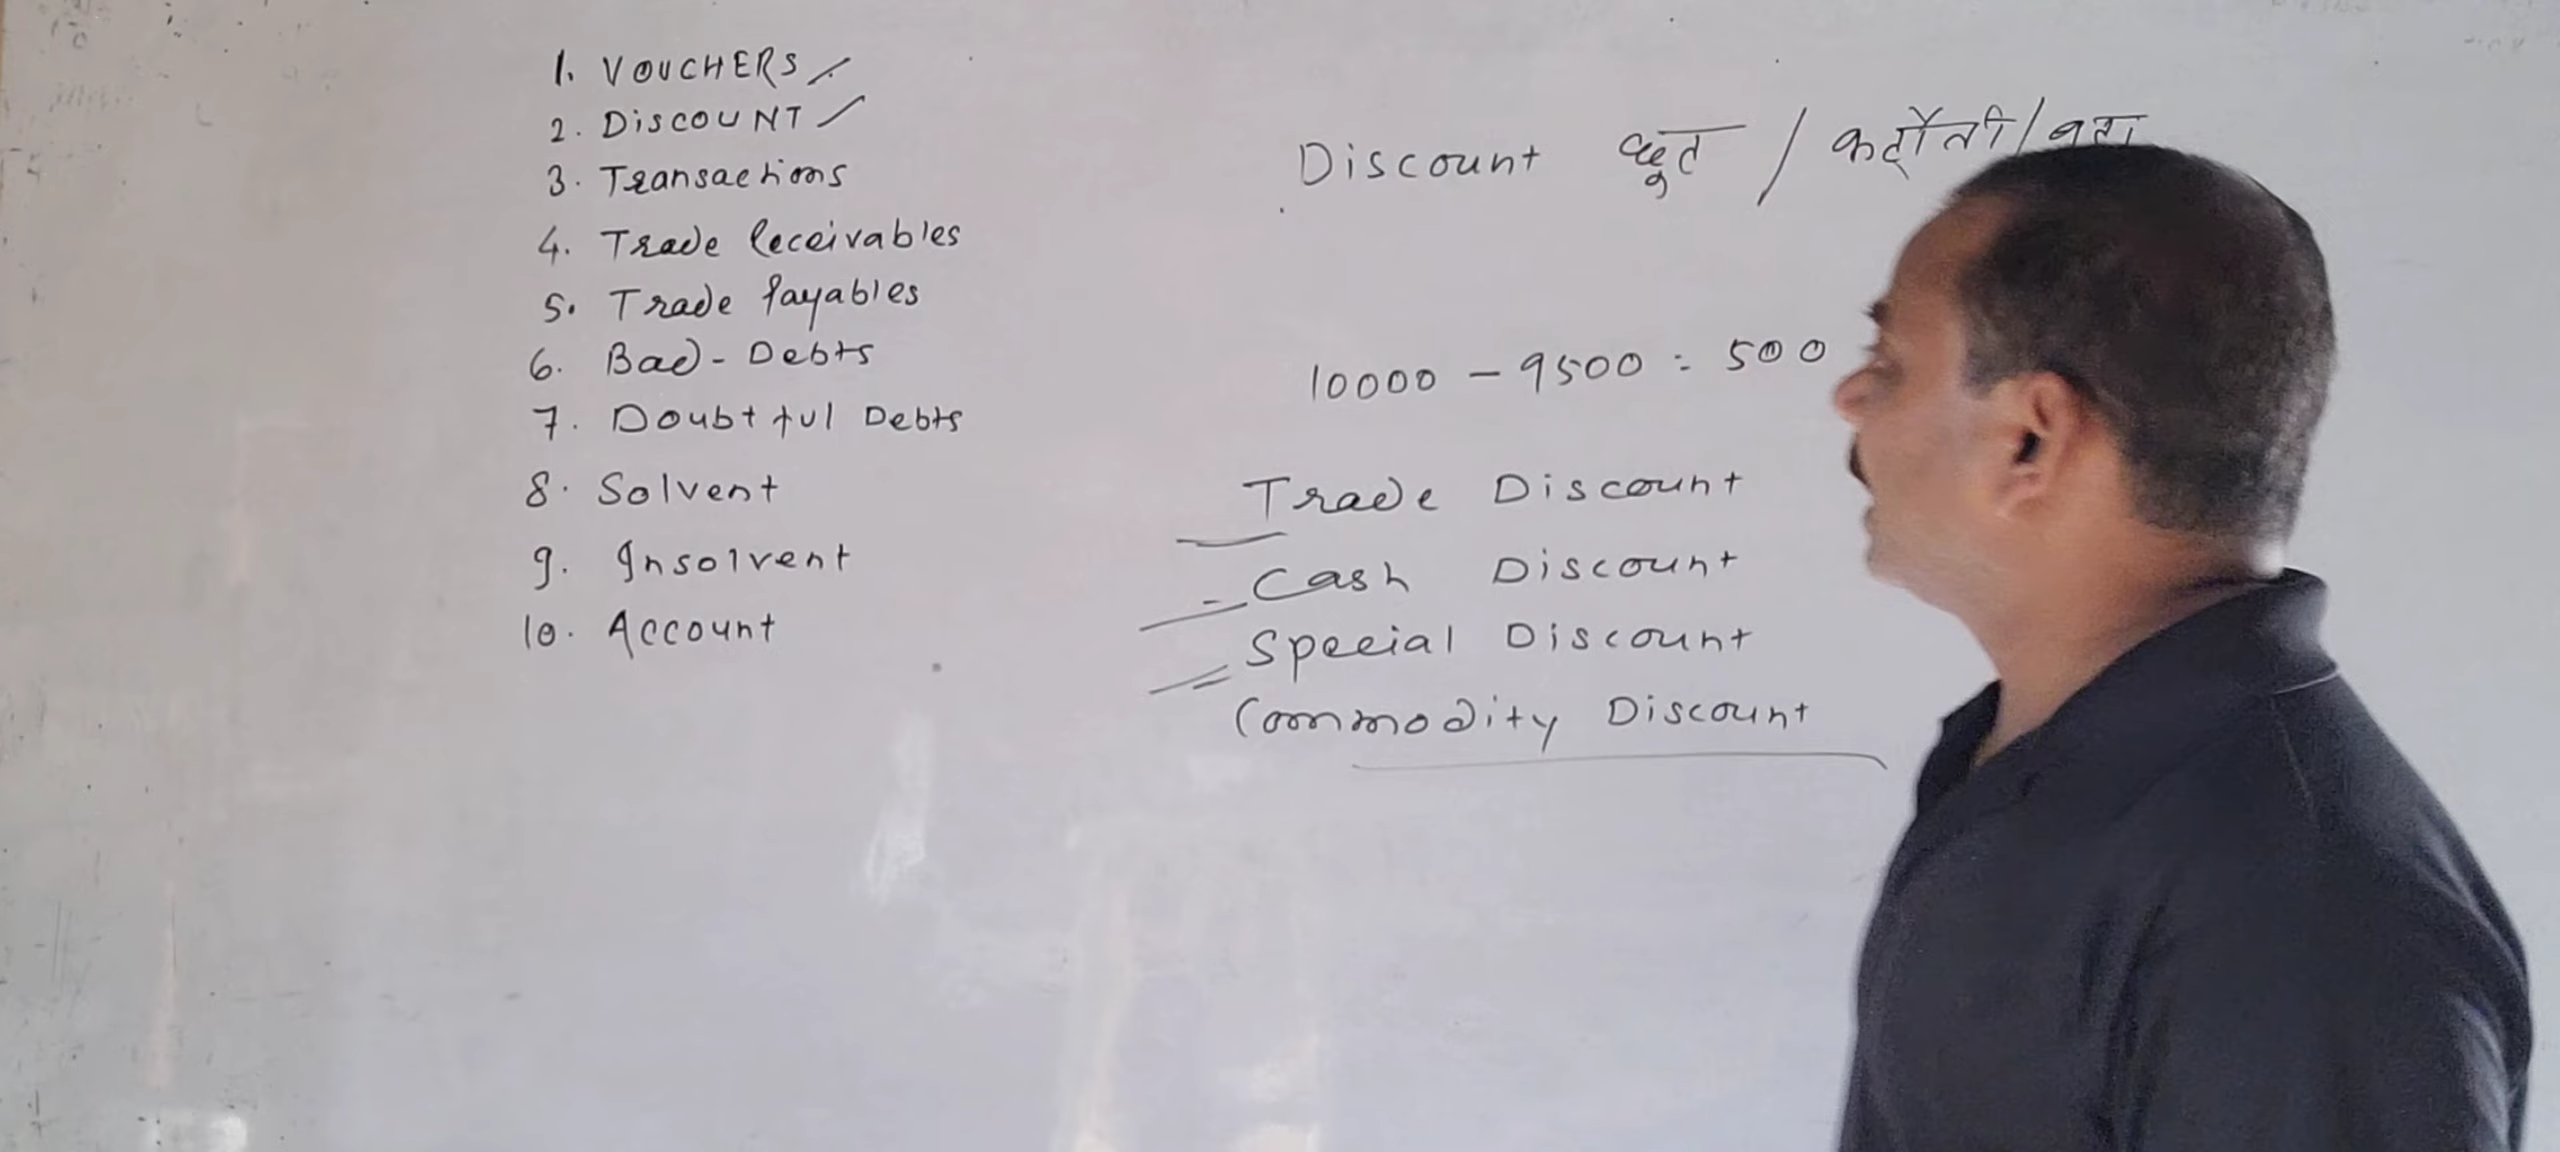 1. VOUCHERS
2. DISCOUNT
3. Transactions
4. Trade Receivables
5. Trade Payables
6. Bad-Debts
7. Doubtful Debts
8. Solvent
9. Insolvent
10. Account
Discount छूट / कटौती /
10000 - 9500 = 500
Trade Discount
Cash Discount
Special Discount
Commodity Discount